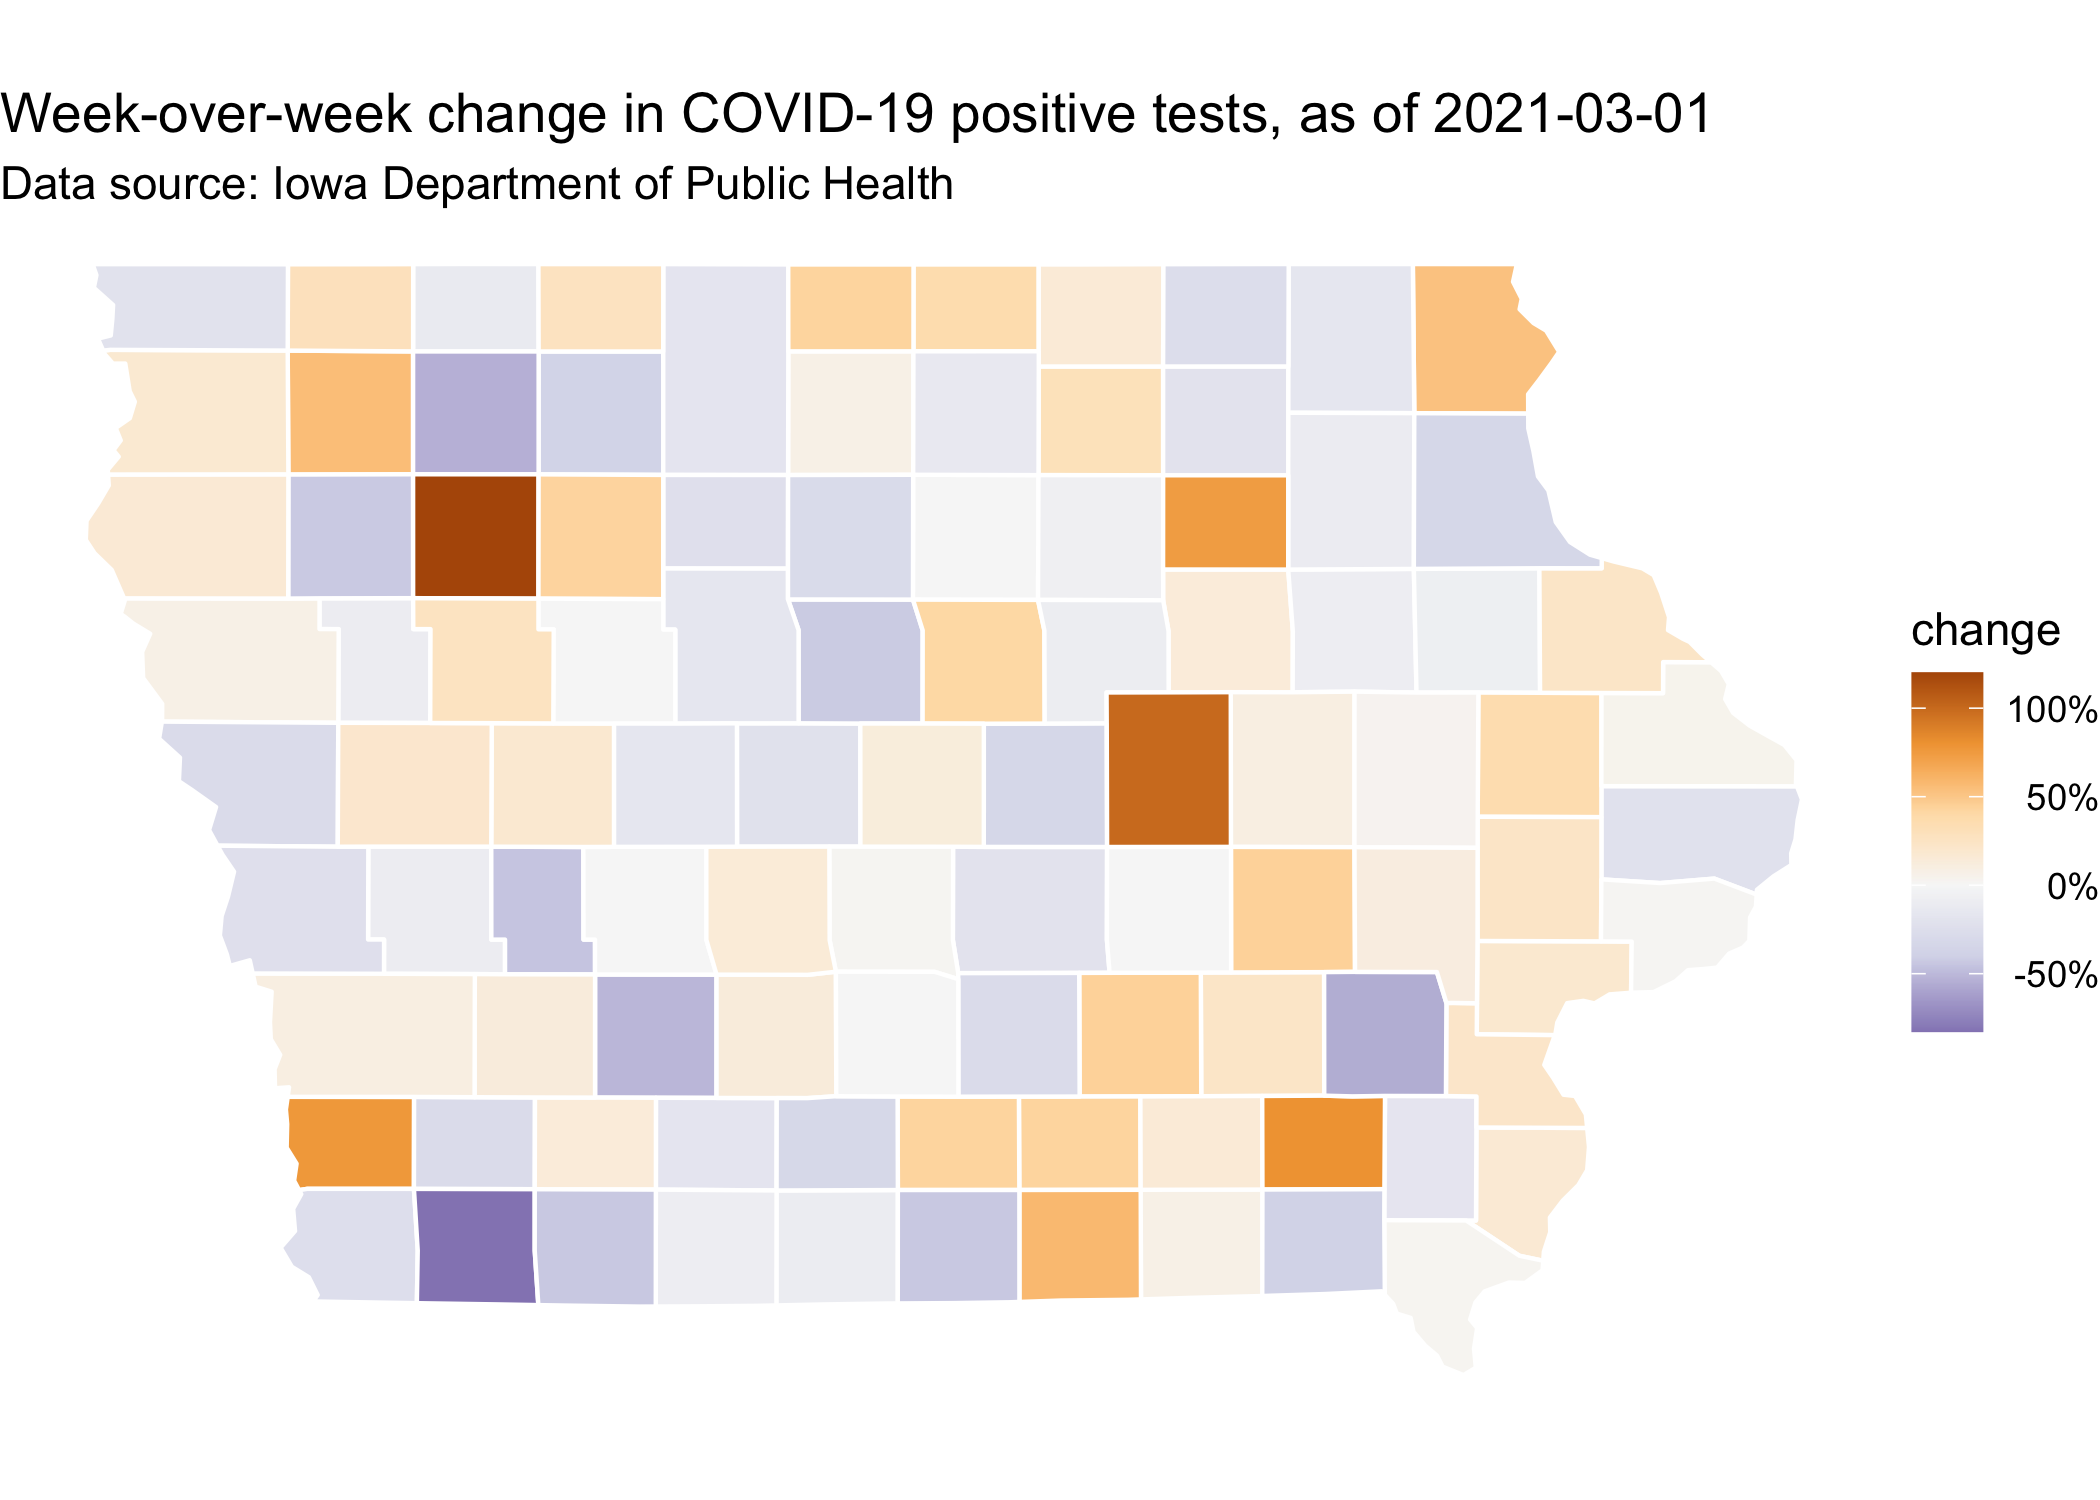 Week-over-week change in COVID-19 positive tests, as of 2021-03-01
Data source: Iowa Department of Public Health
change
100%
50%
0%
-50%